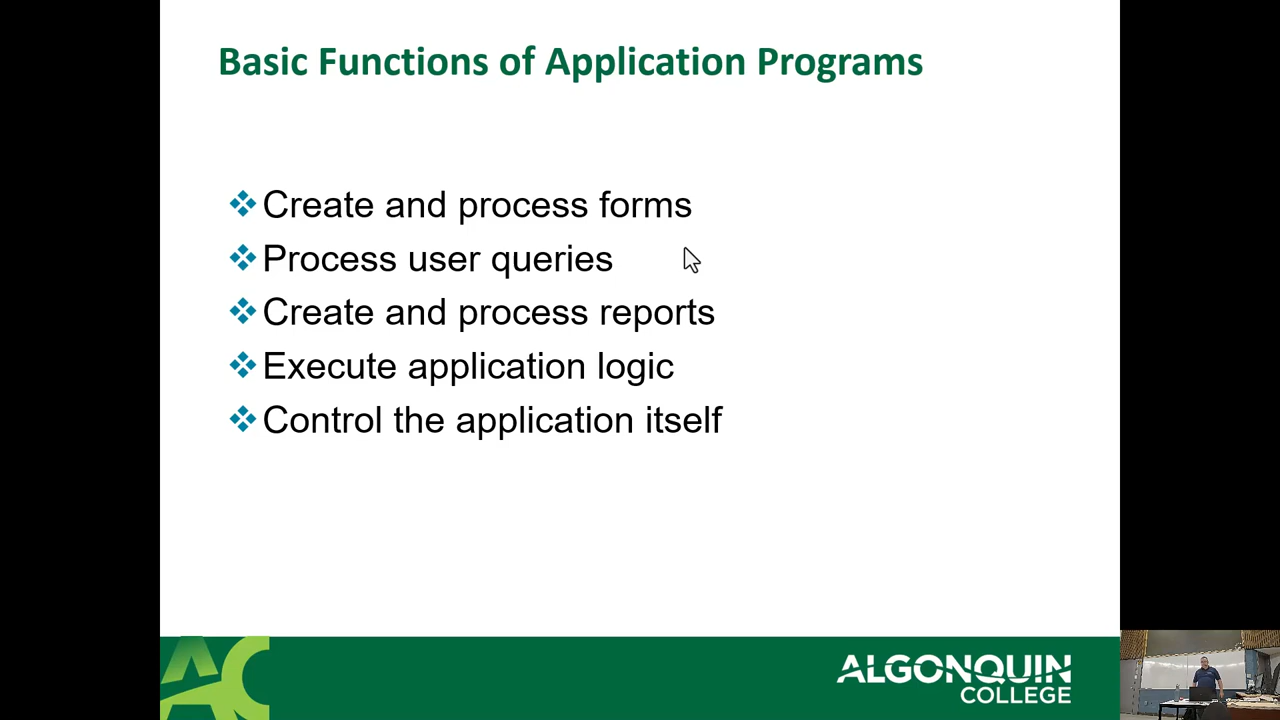 Basic Functions of Application Programs
Create and process forms
Process user queries
Create and process reports
Execute application logic
Control the application itself
AC
ALGONQUIN
COLLEGE